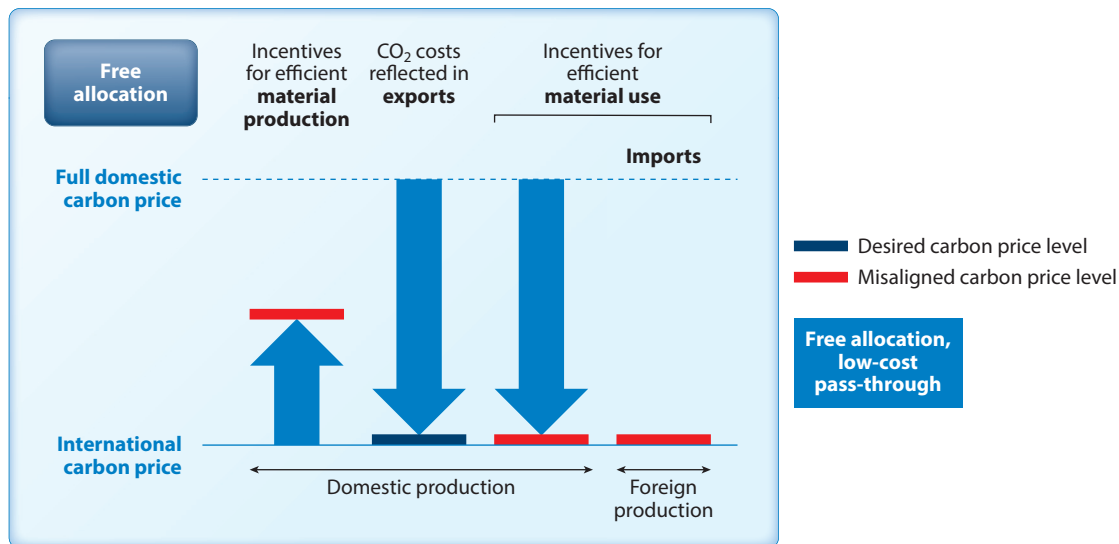 Free
allocation
Incentives
for efficient
material
production
CO₂ costs
reflected in
exports
Incentives for
efficient
material use
Imports
Full domestic
carbon price
International
carbon price
Domestic production
Foreign
production
Desired carbon price level
Misaligned carbon price level
Free allocation,
low-cost
pass-through